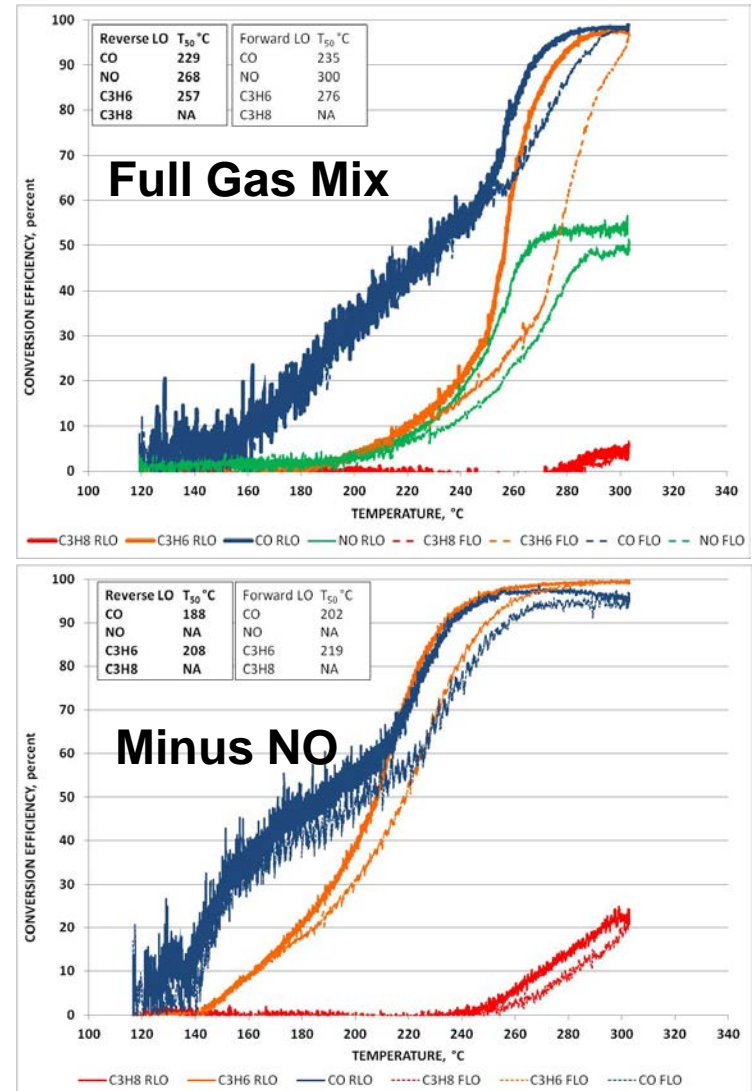 Reverse LO T50 °C
CO 229
NO 268
C3H6 257
C3H8 NA
Forward LO T50 °C
CO 235
NO 300
C3H6 276
C3H8 NA
Full Gas Mix
CONVERSION EFFICIENCY, percent
100
90
80
70
60
50
40
30
20
10
0
100 120 140 160 180 200 220 240 260 280 300 320 340
TEMPERATURE, °C
C3H8 RLO C3H6 RLO CO RLO NO RLO C3H8 FLO C3H6 FLO CO FLO NO FLO
Reverse LO T50 °C
CO 188
NO NA
C3H6 208
C3H8 NA
Forward LO T50 °C
CO 202
NO NA
C3H6 219
C3H8 NA
Minus NO
CONVERSION EFFICIENCY, percent
100
90
80
70
60
50
40
30
20
10
0
100 120 140 160 180 200 220 240 260 280 300 320 340
TEMPERATURE, °C
C3H8 RLO C3H6 RLO CO RLO C3H8 FLO C3H6 FLO CO FLO